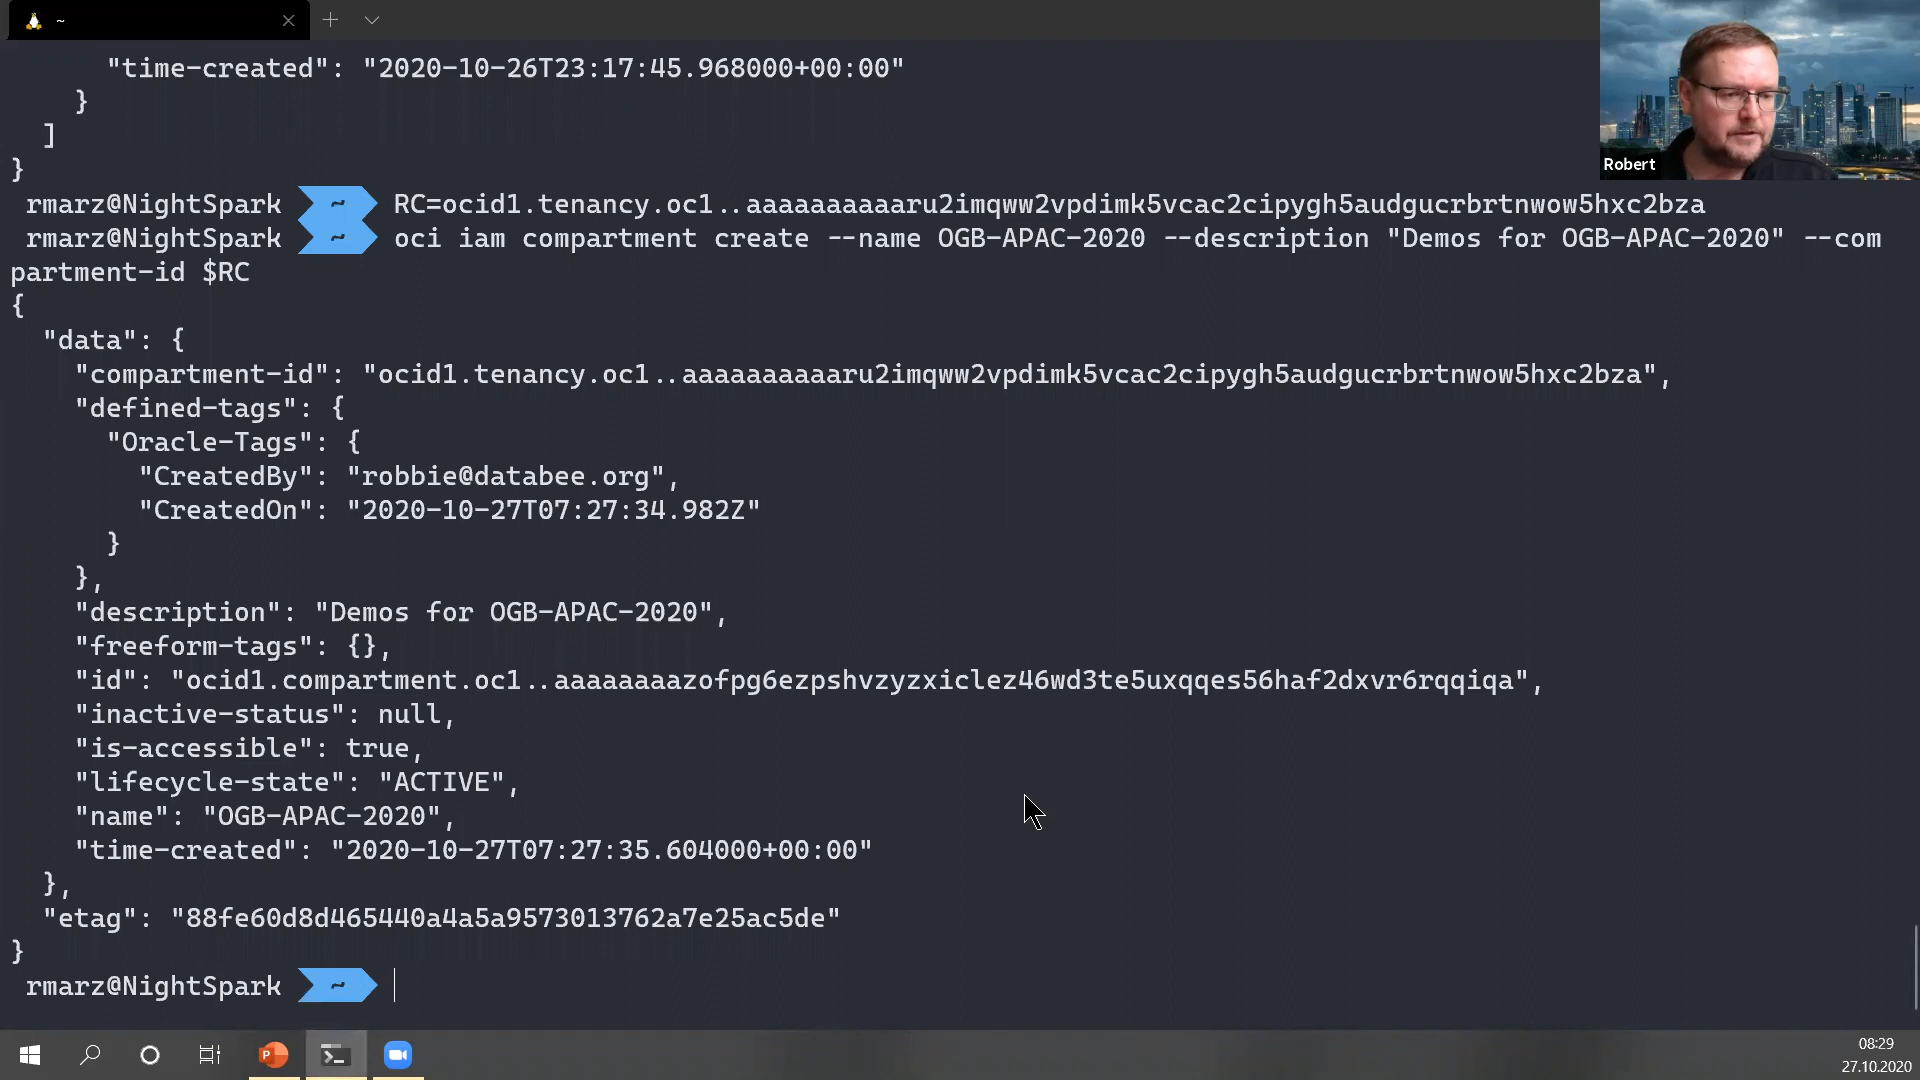 ~
"time-created": "2020-10-26T23:17:45.968000+00:00"
}
]
}
Robert
rmarz@NightSpark ~ RC=ocid1.tenancy.oc1..aaaaaaaaaaru2imqww2vpdimk5vcac2cipygh5audgucrbrtnwow5hxc2bza
rmarz@NightSpark ~ oci iam compartment create --name OGB-APAC-2020 --description "Demos for OGB-APAC-2020" --com
partment-id $RC
{
"data": {
"compartment-id": "ocid1.tenancy.oc1..aaaaaaaaaaru2imqww2vpdimk5vcac2cipygh5audgucrbrtnwow5hxc2bza",
"defined-tags": {
"Oracle-Tags": {
"CreatedBy": "robbie@databee.org",
"CreatedOn": "2020-10-27T07:27:34.982Z"
}
},
"description": "Demos for OGB-APAC-2020",
"freeform-tags": {},
"id": "ocid1.compartment.oc1..aaaaaaaazofpg6ezpshvzyzxiclez46wd3te5uxqqes56haf2dxvr6rqqiqa",
"inactive-status": null,
"is-accessible": true,
"lifecycle-state": "ACTIVE",
"name": "OGB-APAC-2020",
"time-created": "2020-10-27T07:27:35.604000+00:00"
},
"etag": "88fe60d8d465440a4a5a9573013762a7e25ac5de"
}
rmarz@NightSpark ~
08:29
27.10.2020